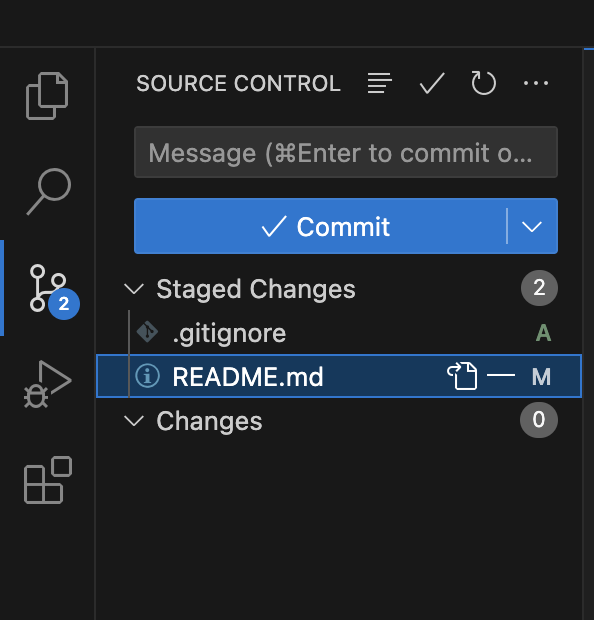 SOURCE CONTROL
Message (⌘Enter to commit o...
Commit
2
Staged Changes 2
.gitignore A
README.md M
Changes 0